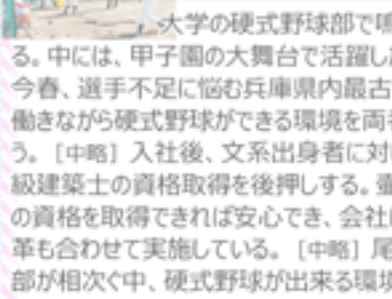 大学の硬式野球部で
る。中には、甲子園の大舞台で活躍し
今春、選手不足に悩む兵庫県内最古
働きながら硬式野球ができる環境を両
う。［中略］入社後、文系出身者に対
級建築士の資格取得を後押しする。
の資格を取得できれば安心でき、会社
革も合わせて実施している。［中略］尾
部が相次ぐ中、硬式野球が出来る環境